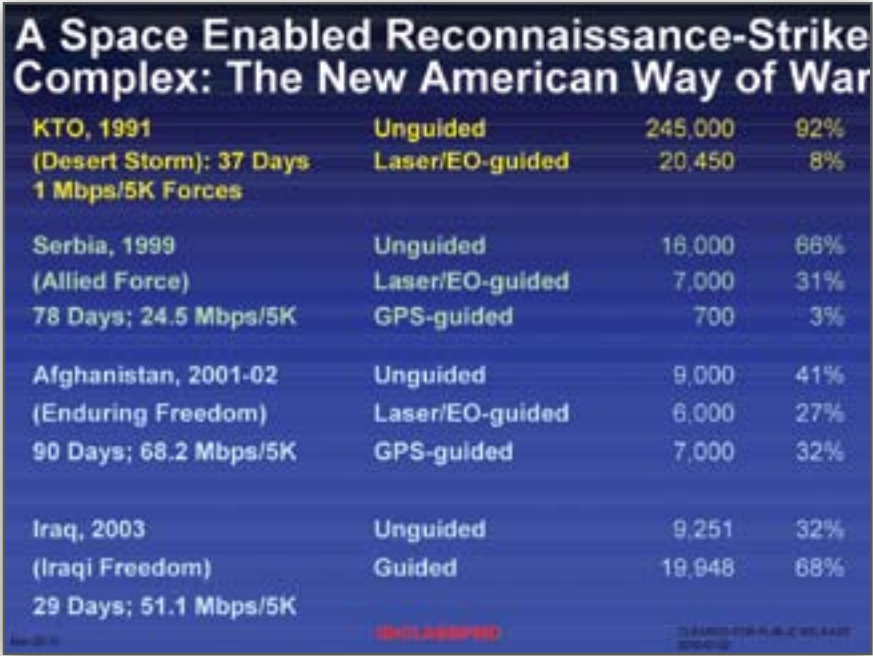 A Space Enabled Reconnaissance-Strike
Complex: The New American Way of War
KTO, 1991 Unguided 245,000 92%
(Desert Storm): 37 Days Laser/EO-guided 20,450 8%
1 Mbps/5K Forces
Serbia, 1999 Unguided 16,000 66%
(Allied Force) Laser/EO-guided 7,000 31%
78 Days; 24.5 Mbps/5K GPS-guided 700 3%
Afghanistan, 2001-02 Unguided 9,000 41%
(Enduring Freedom) Laser/EO-guided 6,000 27%
90 Days; 68.2 Mbps/5K GPS-guided 7,000 32%
Iraq, 2003 Unguided 9,251 32%
(Iraqi Freedom) Guided 19,948 68%
29 Days; 51.1 Mbps/5K
UNCLASSIFIED CLEARED FOR PUBLIC RELEASE